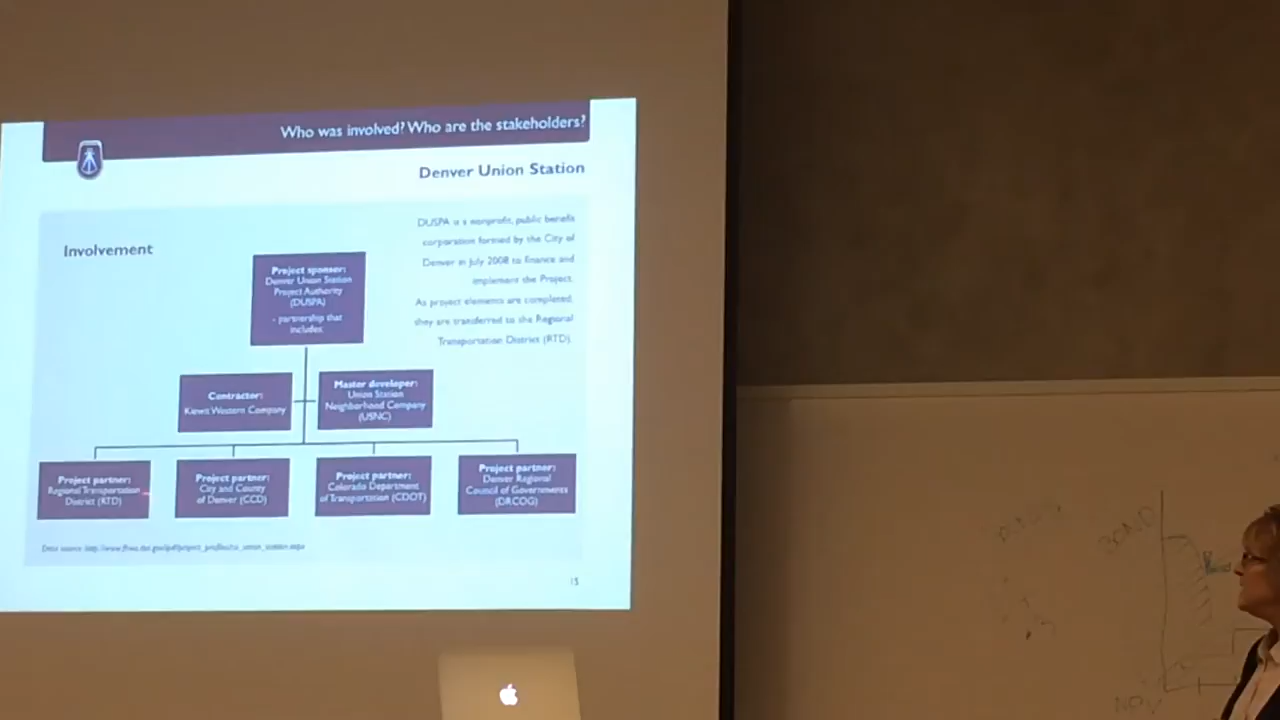 Who was involved? Who are the stakeholders?
Denver Union Station
Involvement
DUSPA is a nonprofit, public benefit
corporation formed by the City of
Denver in July 2008 to finance and
implement the Project.
As project elements are completed,
they are transferred to the Regional
Transportation District (RTD).
Project sponsor:
Denver Union Station
Project Authority
(DUSPA)
- partnership that
includes
Contractor:
Kiewit Western Company
Master developer:
Union Station
Neighborhood Company
(USNC)
Project partner:
Regional Transportation
District (RTD)
Project partner:
City and County
of Denver (CCD)
Project partner:
Colorado Department
of Transportation (CDOT)
Project partner:
Denver Regional
Council of Governments
(DRCOG)
Data source
15
BOND
NOV